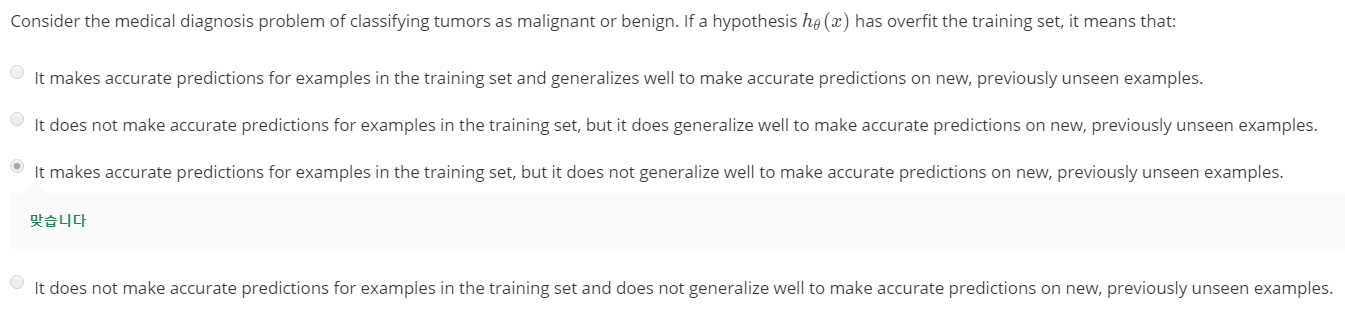 Consider the medical diagnosis problem of classifying tumors as malignant or benign. If a hypothesis hθ(x) has overfit the training set, it means that:
It makes accurate predictions for examples in the training set and generalizes well to make accurate predictions on new, previously unseen examples.
It does not make accurate predictions for examples in the training set, but it does generalize well to make accurate predictions on new, previously unseen examples.
It makes accurate predictions for examples in the training set, but it does not generalize well to make accurate predictions on new, previously unseen examples.
맞습니다
It does not make accurate predictions for examples in the training set and does not generalize well to make accurate predictions on new, previously unseen examples.